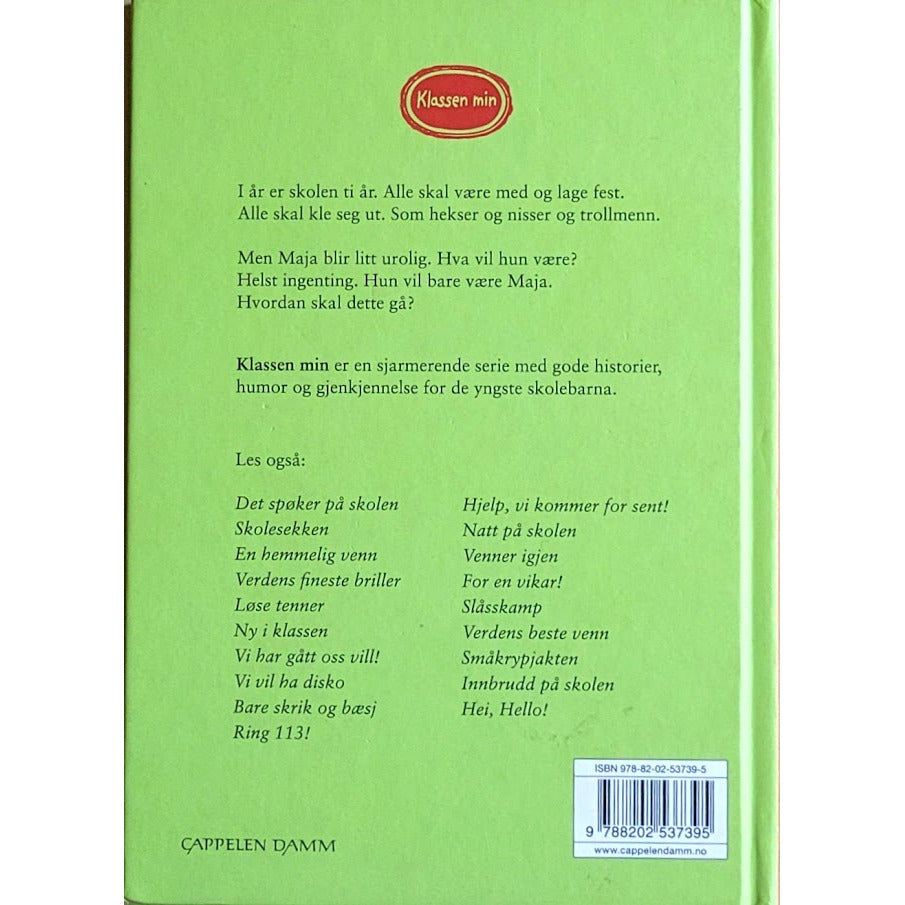 Klassen min
I år er skolen ti år. Alle skal være med og lage fest.
Alle skal kle seg ut. Som hekser og nisser og trollmenn.
Men Maja blir litt urolig. Hva vil hun være?
Helst ingenting. Hun vil bare være Maja.
Hvordan skal dette gå?
Klassen min er en sjarmerende serie med gode historier,
humor og gjenkjennelse for de yngste skolebarna.
Les også:
Det spøker på skolen
Skolesekken
En hemmelig venn
Verdens fineste briller
Løse tenner
Ny i klassen
Vi har gått oss vill!
Vi vil ha disko
Bare skrik og bæsj
Ring 113!
Hjelp, vi kommer for sent!
Natt på skolen
Venner igjen
For en vikar!
Slåsskamp
Verdens beste venn
Småkrypjakten
Innbrudd på skolen
Hei, Hello!
ISBN 978-82-02-53739-5
9 788202 537395
www.cappelendamm.no
CAPPELEN DAMM